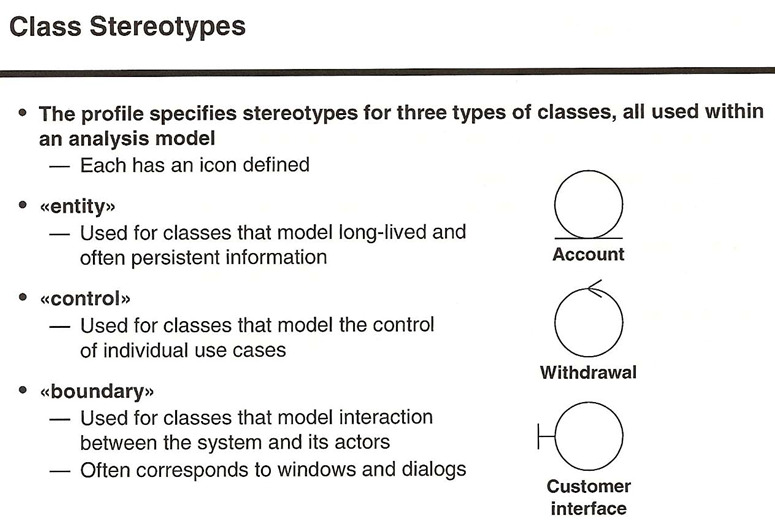 Class Stereotypes
• The profile specifies stereotypes for three types of classes, all used within
an analysis model
— Each has an icon defined
• «entity»
— Used for classes that model long-lived and
often persistent information
Account
• «control»
— Used for classes that model the control
of individual use cases
Withdrawal
• «boundary»
— Used for classes that model interaction
between the system and its actors
— Often corresponds to windows and dialogs
Customer
interface